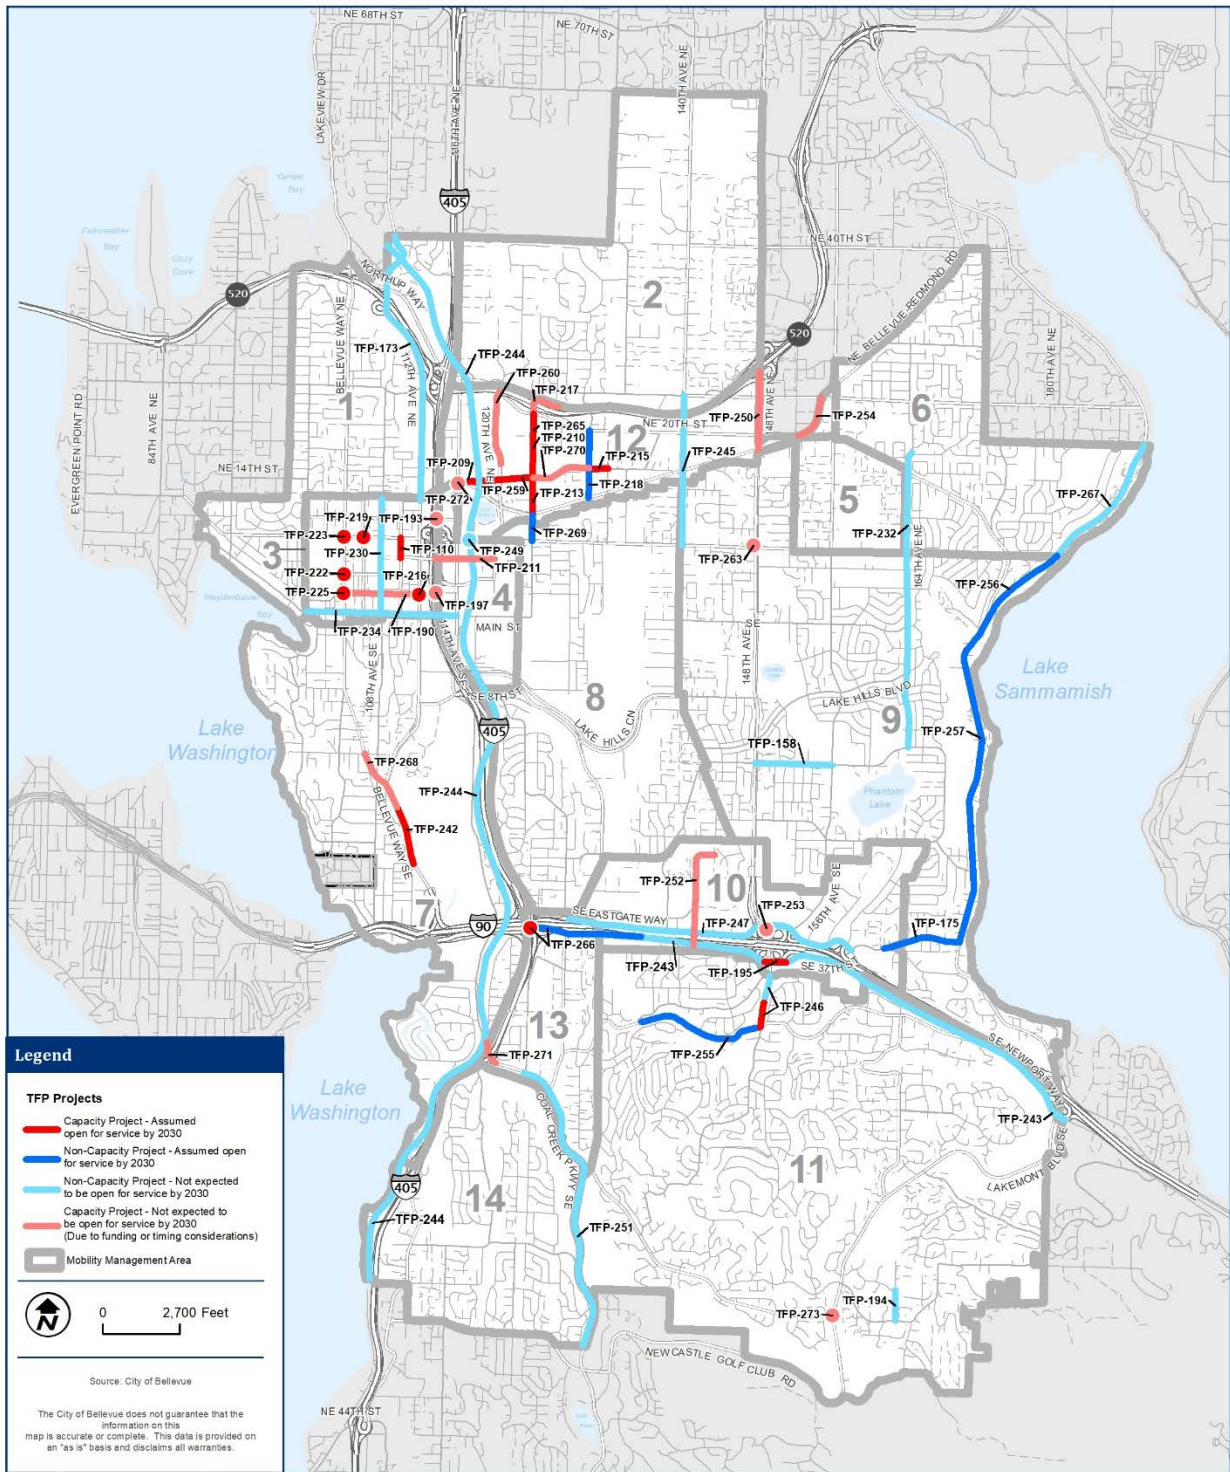 NE 68TH ST
NE 70TH ST
LAKEVIEW DR
116TH AVE NE
140TH AVE NE
405
Yarrow
Bay
Fairweather
Bay
Cozy
Cove
NE 40TH ST
2
NORTHUP WAY
520
520
NE BELLEVUE-REDMOND RD
BELLEVUE WAY NE
TFP-173
112TH AVE NE
TFP-244
TFP-260
TFP-217
148TH AVE NE
180TH AVE NE
EVERGREEN POINT RD
84TH AVE NE
1
120TH AVE NE
TFP-265
TFP-210
TFP-270
12
NE 20TH ST
TFP-250
TFP-254
6
TFP-245
NE 14TH ST
TFP-209
TFP-215
TFP-259
TFP-218
TFP-272
TFP-213
5
TFP-267
TFP-219
TFP-193
TFP-223
TFP-269
TFP-232
164TH AVE NE
3
TFP-230
TFP-110
TFP-249
TFP-263
TFP-211
TFP-222
TFP-216
TFP-256
TFP-225
TFP-197
4
Meydenbauer
Bay
MAIN ST
TFP-234
TFP-190
114TH AVE SE
148TH AVE SE
108TH AVE SE
Lake
Sammamish
SE 8TH ST
8
LAKE HILLS BLVD
9
Lake
Washington
405
LAKE HILLS CN
TFP-257
TFP-158
TFP-268
TFP-244
Phantom
Lake
BELLEVUE WAY SE
TFP-242
TFP-252
10
156TH AVE SE
TFP-253
7
90
SE EASTGATE WAY
TFP-247
TFP-175
TFP-266
TFP-243
TFP-195
SE 37TH S
TFP-246
13
TFP-255
TFP-271
SE NEWPORT WAY
Lake
Washington
COAL CREEK PKWY SE
TFP-243
LAKEMONT BLVD SE
11
405
14
TFP-244
TFP-251
TFP-194
TFP-273
NEWCASTLE GOLF CLUB RD
NE 44TH ST
Legend
TFP Projects
Capacity Project - Assumed
open for service by 2030
Non-Capacity Project - Assumed open
for service by 2030
Non-Capacity Project - Not expected
to be open for service by 2030
Capacity Project - Not expected to
be open for service by 2030
(Due to funding or timing considerations)
Mobility Management Area
N
0 2,700 Feet
Source: City of Bellevue
The City of Bellevue does not guarantee that the
information on this
map is accurate or complete. This data is provided on
an "as is" basis and disclaims all warranties.